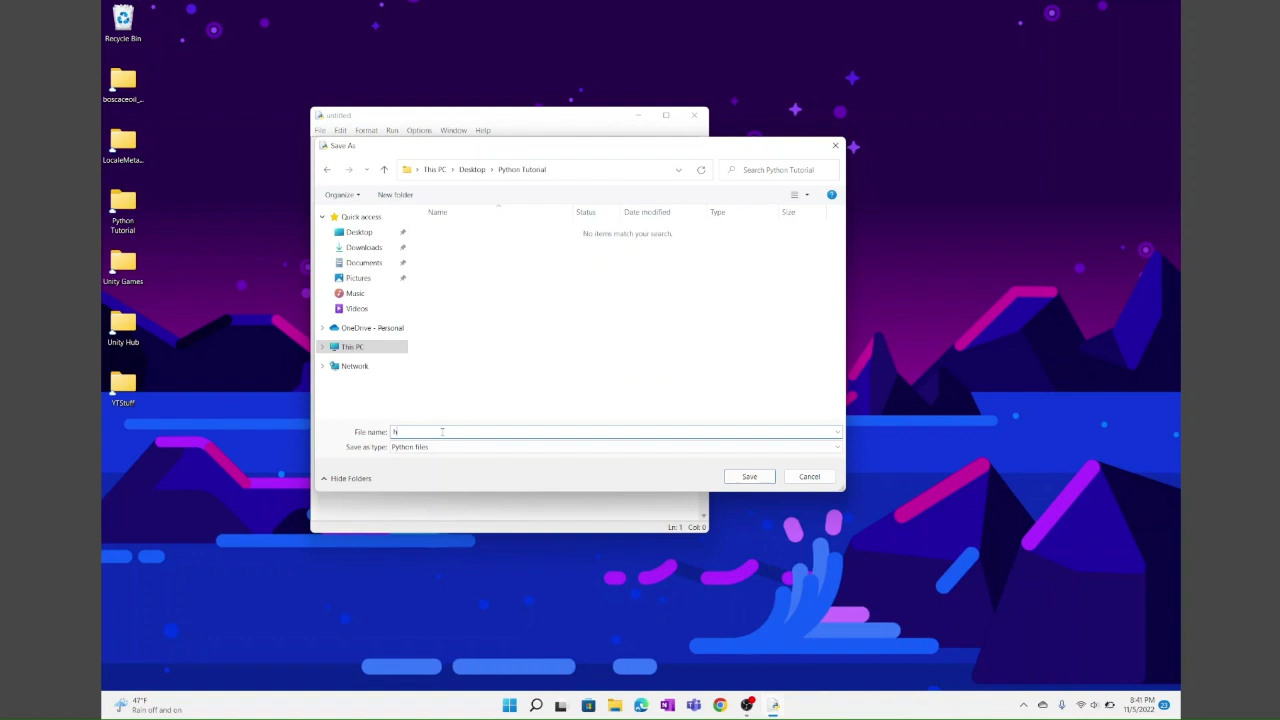 Recycle Bin
boscaceoil_...
LocaleMeta...
Python
Tutorial
Unity Games
Unity Hub
YTStuff
untitled
File Edit Format Run Options Window Help
Save As
This PC > Desktop > Python Tutorial
Search Python Tutorial
Organize New folder
Name Status Date modified Type Size
No items match your search.
Quick access
Desktop
Downloads
Documents
Pictures
Music
Videos
OneDrive - Personal
This PC
Network
File name: h
Save as type: Python files
Hide Folders Save Cancel
Ln: 1 Col: 0
47°F
Rain off and on
8:41 PM
11/5/2022
23